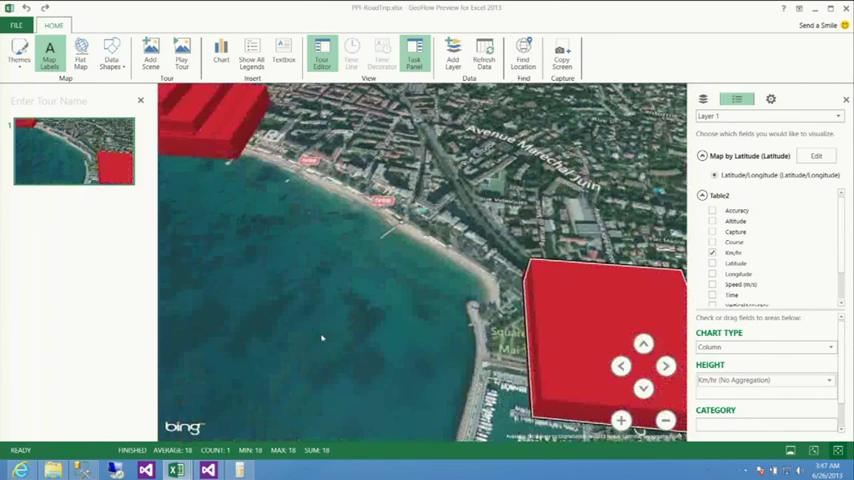 PPI-RoadTrip.xlsx - GeoFlow Preview for Excel 2013
FILE
HOME
Send a Smile
Themes
Map Labels
Flat Map
Data Shapes
Add Scene
Play Tour
Chart
Show All Legends
Textbox
Tour Editor
Time Line
Time Decorator
Task Panel
Add Layer
Refresh Data
Find Location
Copy Screen
Map
Tour
Insert
View
Data
Find
Capture
Enter Tour Name
1
Avenue Maréchal Juin
Square
bing
Layer 1
Choose which fields you would like to visualize.
Map by Latitude (Latitude)
Edit
Latitude/Longitude (Latitude/Longitude)
Table2
Accuracy
Altitude
Capture
Course
Km/hr
Latitude
Longitude
Speed (m/s)
Time
VerticalAccuracy
Check or drag fields to areas below:
CHART TYPE
Column
HEIGHT
Km/hr (No Aggregation)
CATEGORY
READY
FINISHED
AVERAGE: 18
COUNT: 1
MIN: 18
MAX: 18
SUM: 18
3:47 AM
6/26/2013